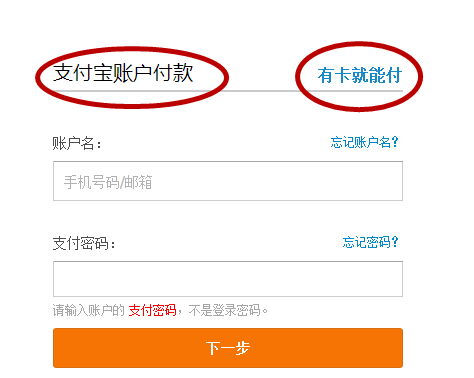 支付宝账户付款 有卡就能付
账户名： 忘记账户名?
手机号码/邮箱
支付密码： 忘记密码?
请输入账户的 支付密码，不是登录密码。
下一步